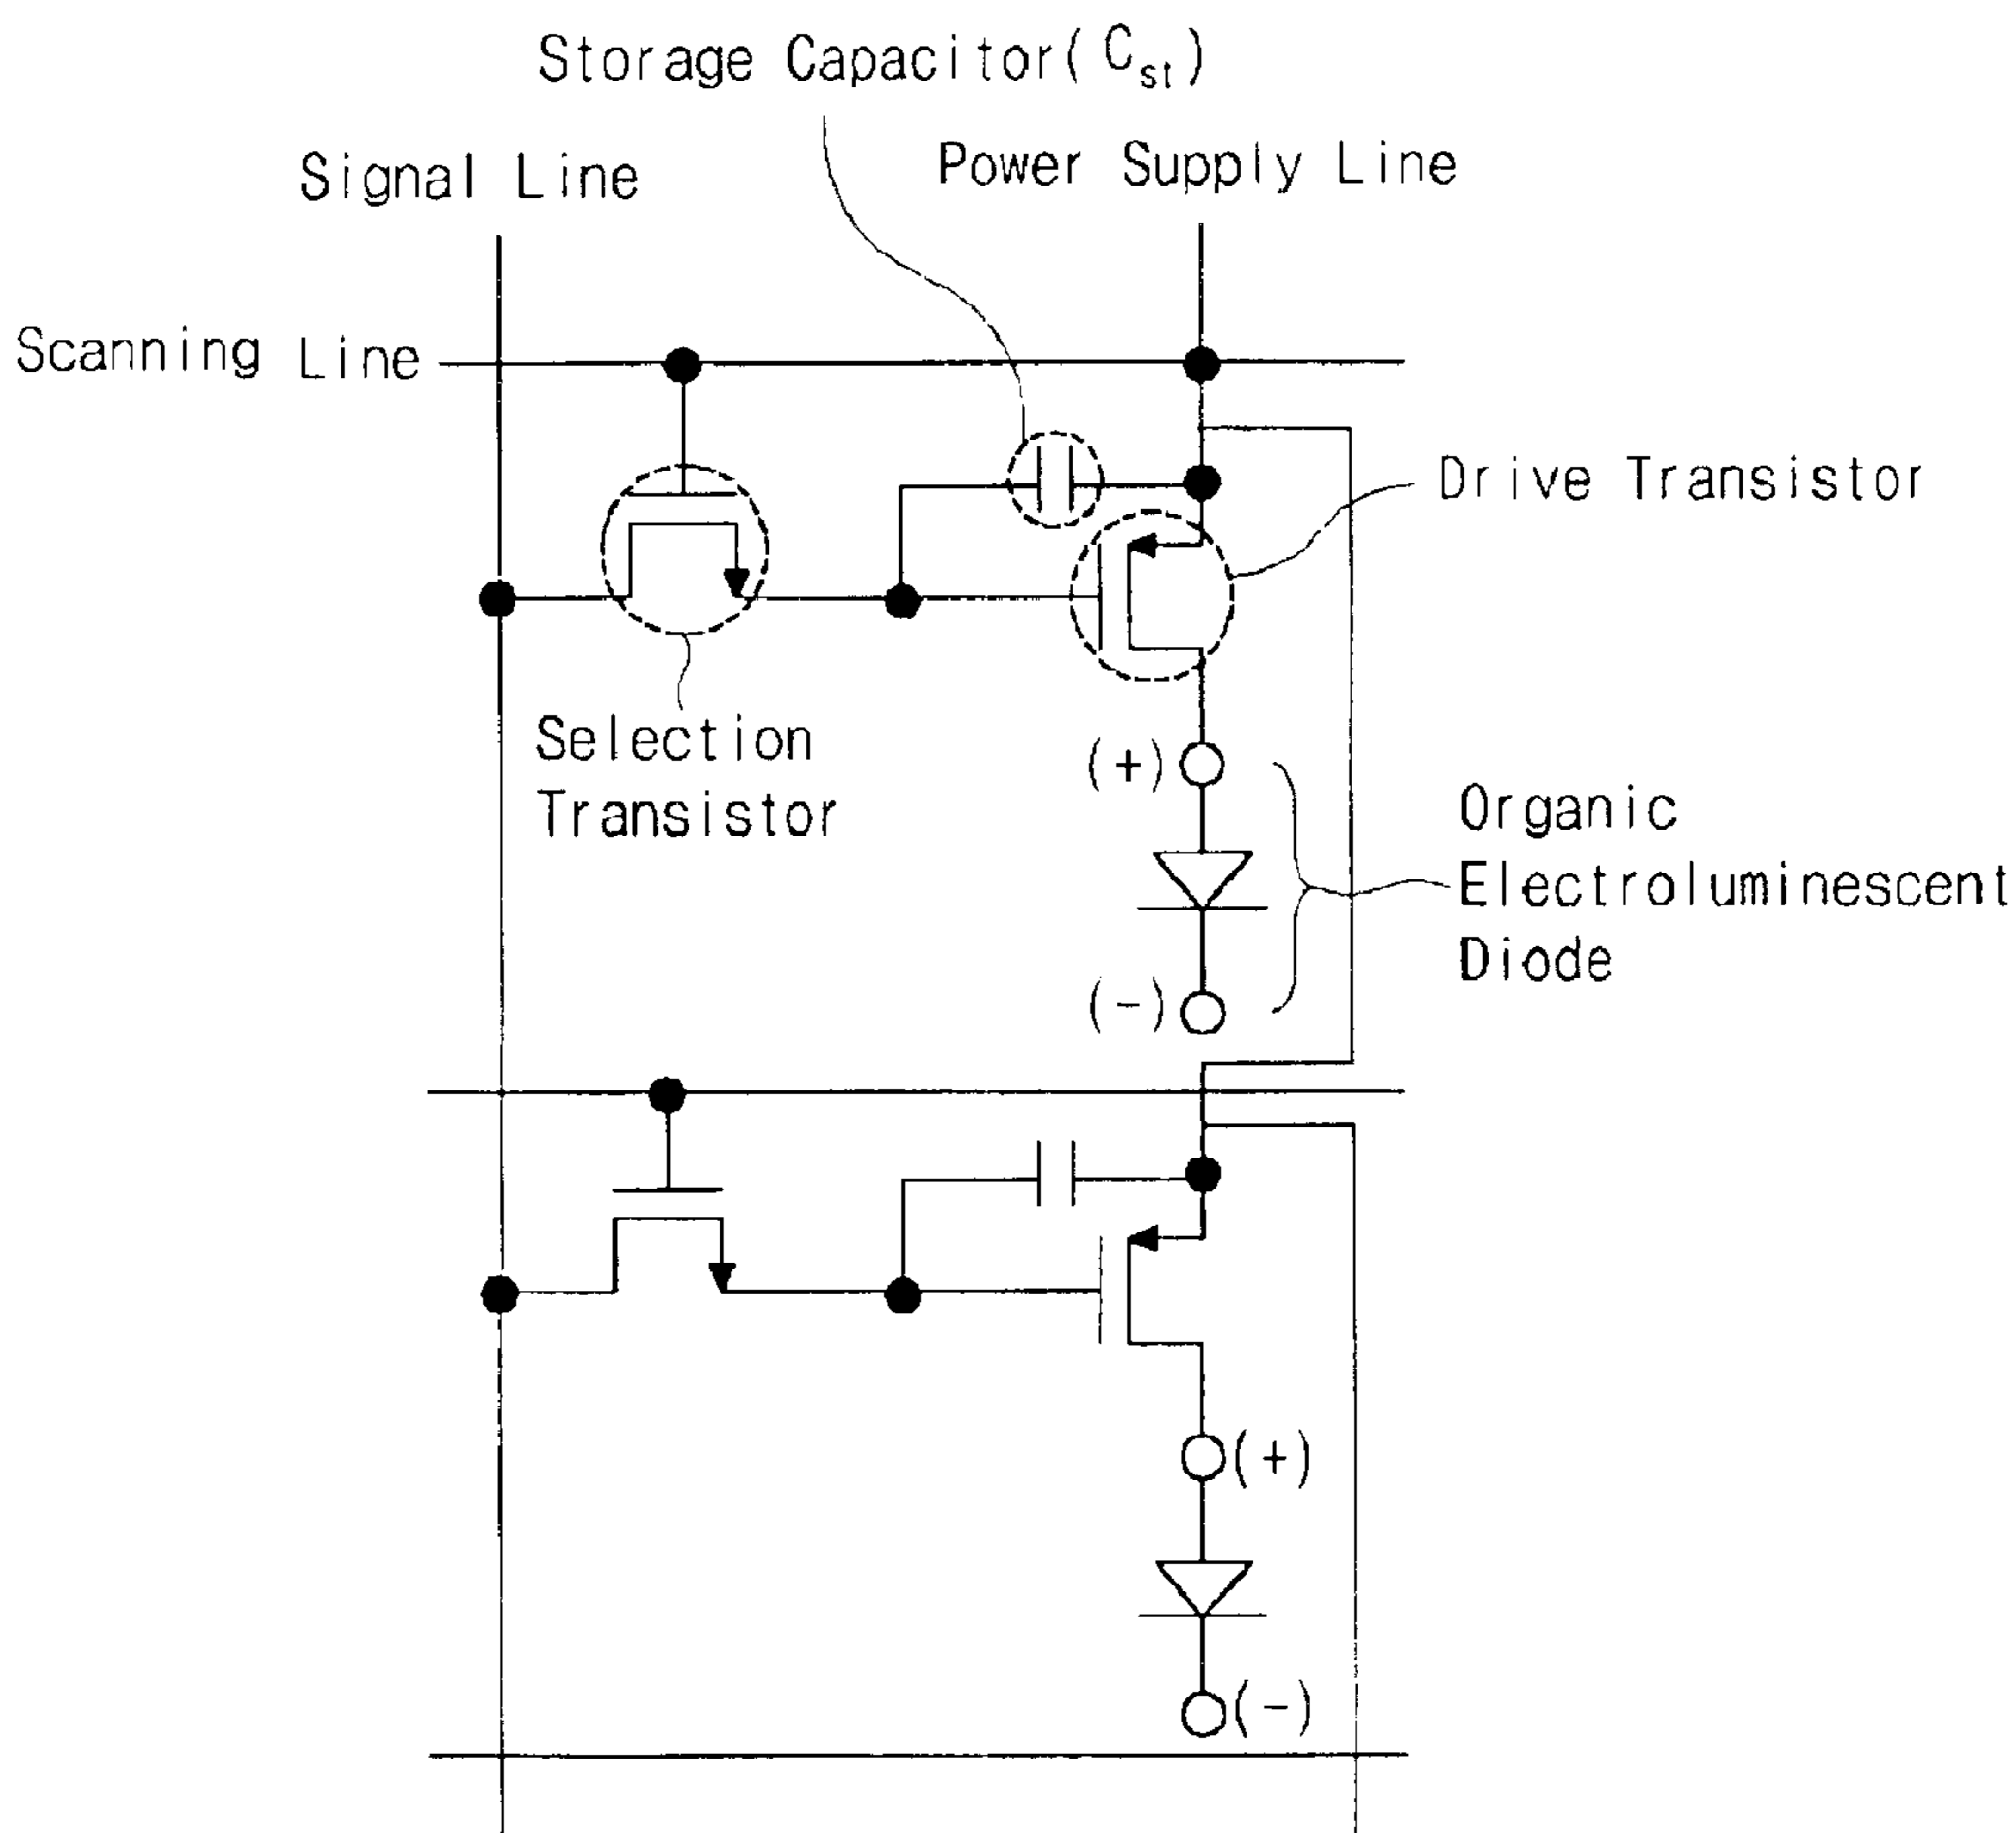 Storage Capacitor(Cst)
Signal Line
Power Supply Line
Scanning Line
Drive Transistor
Selection
Transistor
(+)
Organic
Electroluminescent
Diode
(-)
(+)
(-)